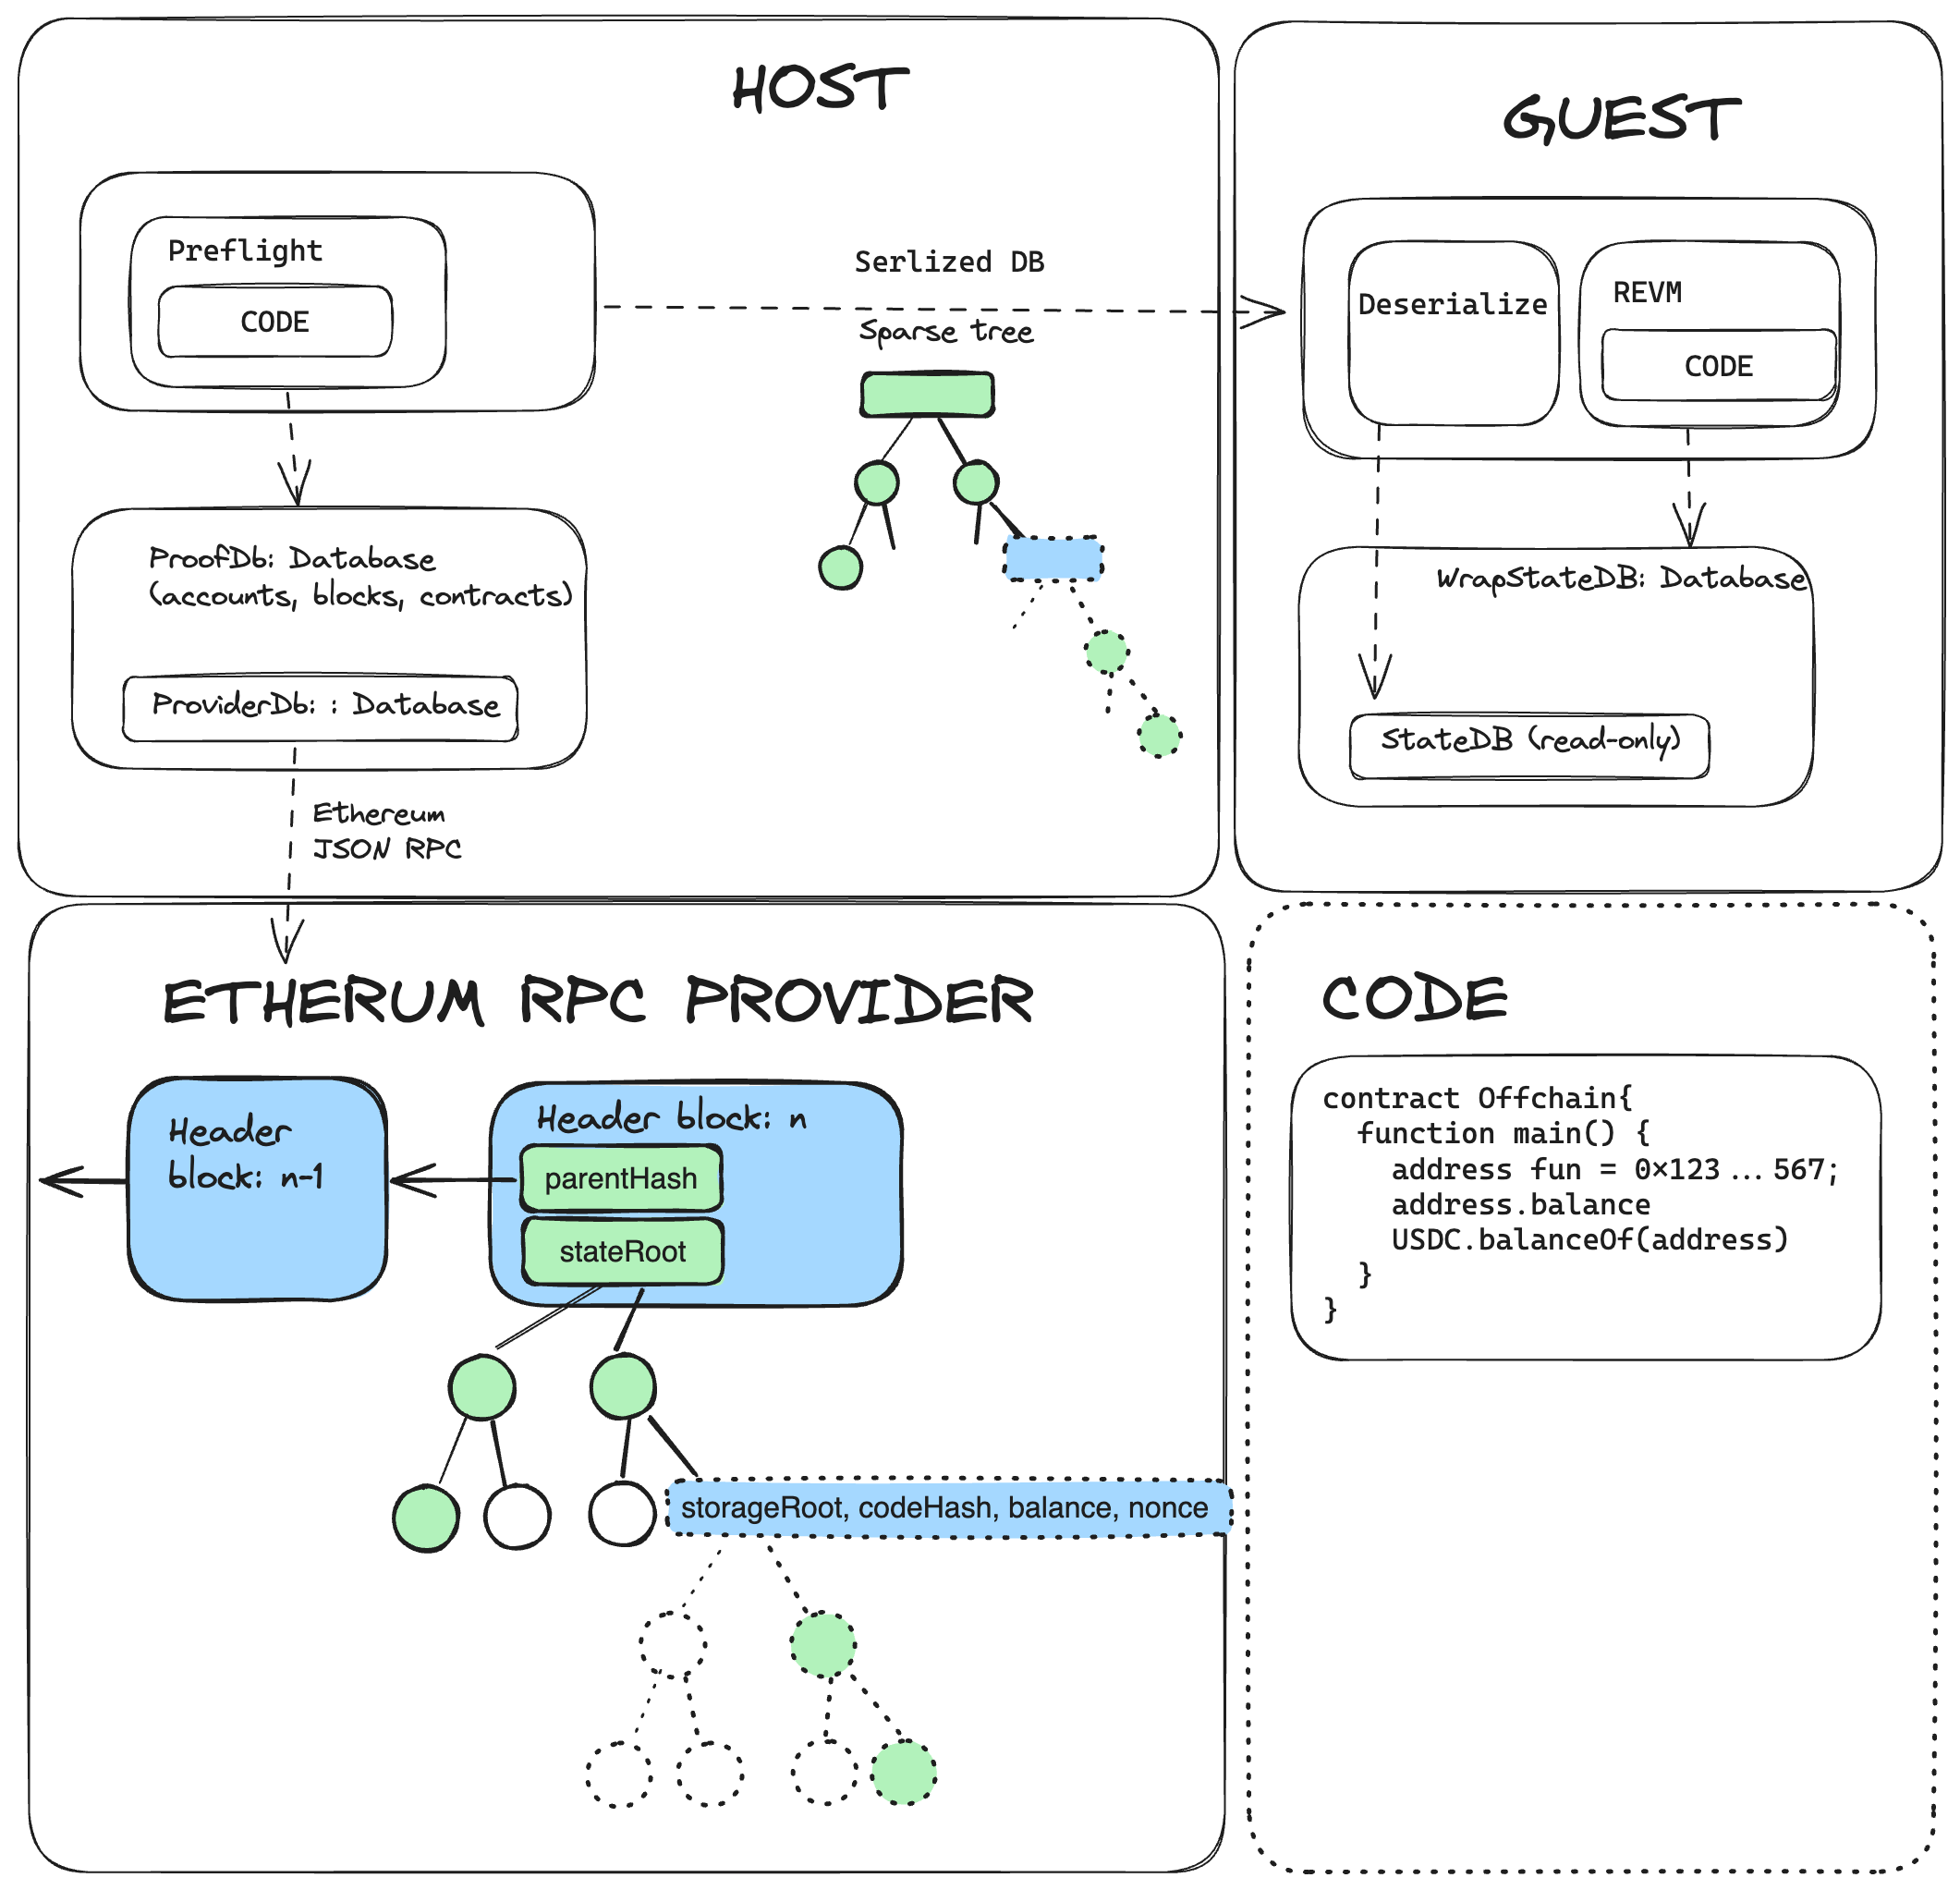 HOST
Preflight
CODE
Serlized DB
Sparse tree
ProofDb: Database
(accounts, blocks, contracts)
ProviderDb: : Database
Ethereum
JSON RPC
GUEST
Deserialize
REVM
CODE
WrapStateDB: Database
StateDB (read-only)
ETHERUM RPC PROVIDER
Header
block: n-1
Header block: n
parentHash
stateRoot
storageRoot, codeHash, balance, nonce
CODE
contract Offchain{
function main() {
address fun = 0×123...567;
address.balance
USDC.balanceOf(address)
}
}